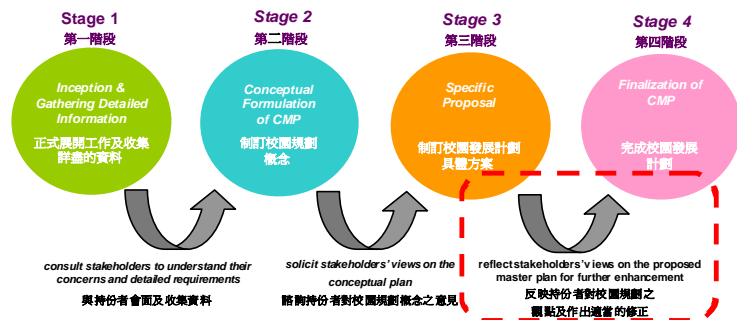 Stage 1
第一階段
Stage 2
第二階段
Stage 3
第三階段
Stage 4
第四階段
Inception &
Gathering Detailed
Information
正式展開工作及收集
詳盡的資料
Conceptual
Formulation
of CMP
制訂校園規劃
概念
Specific
Proposal
制訂校園發展計劃
具體方案
Finalization of
CMP
完成校園發展
計劃
consult stakeholders to understand their
concerns and detailed requirements
與持份者會面及收集資料
solicit stakeholders' views on the
conceptual plan
諮詢持份者對校園規劃概念之意見
reflect stakeholders' views on the proposed
master plan for further enhancement
反映持份者對校園規劃之
觀點及作出適當的修正